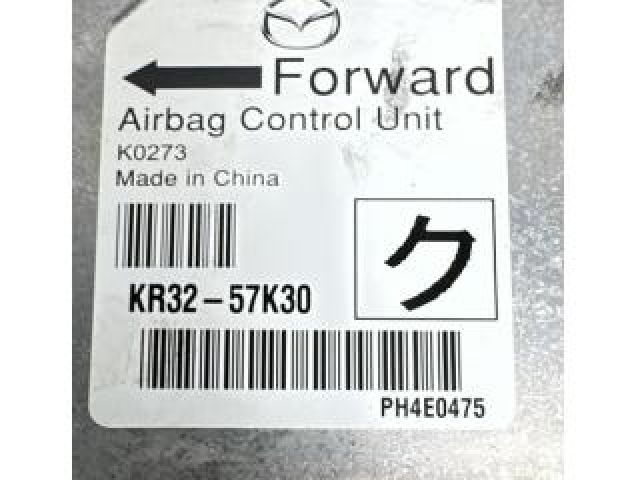 Forward
Airbag Control Unit
K0273
Made in China
ク
KR32-57K30
PH4E0475